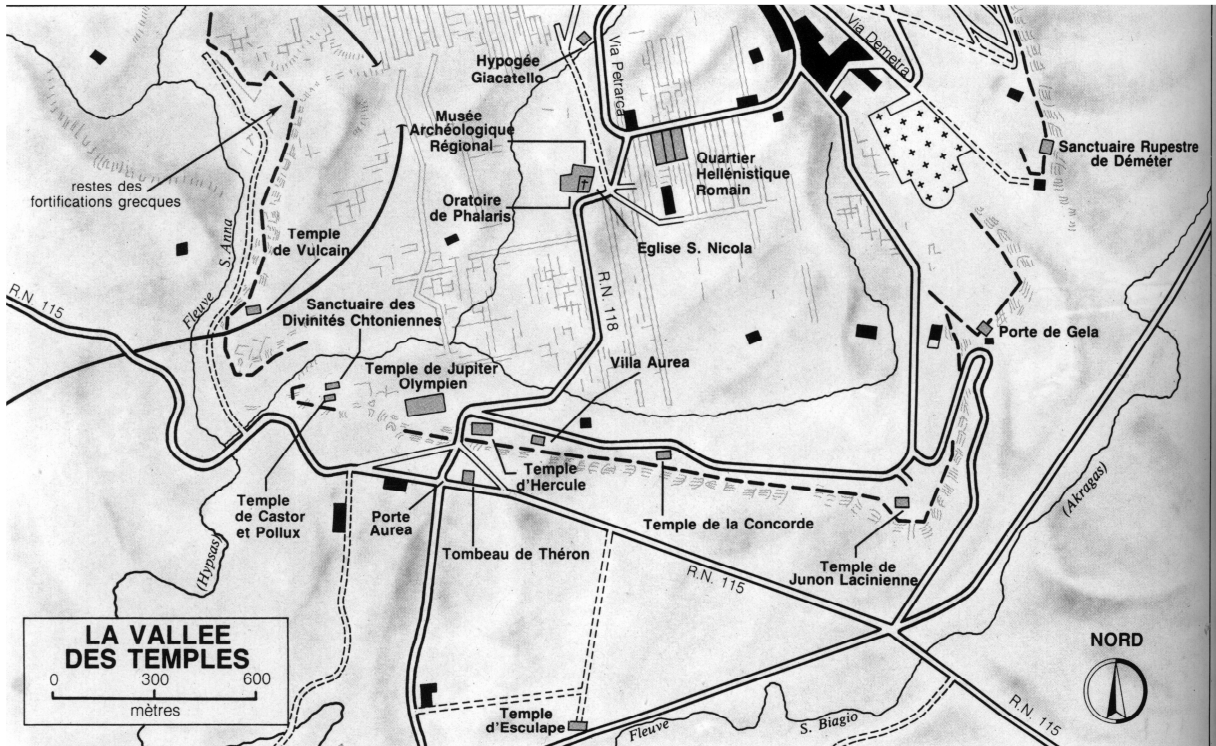 Hypogée
Giacatello
Via Petrarca
Via Demetra
Musée
Archéologique
Régional
Sanctuaire Rupestre
de Déméter
Quartier
Hellénistique
Romain
restes des
fortifications grecques
Oratoire
de Phalaris
Eglise S. Nicola
Temple
de Vulcain
S. Anna
Fleuve
R.N. 115
R.N. 118
Sanctuaire des
Divinités Chtoniennes
Porte de Gela
Villa Aurea
Temple de Jupiter
Olympien
Temple
d'Hercule
(Akragas)
Temple
de Castor
et Pollux
Porte
Aurea
Temple de la Concorde
Tombeau de Théron
Temple de
Junon Lacinienne
(Hypsas)
R.N. 115
LA VALLEE
DES TEMPLES
0 300 600
mètres
NORD
Temple
d'Esculape
Fleuve
S. Biagio
R.N. 115